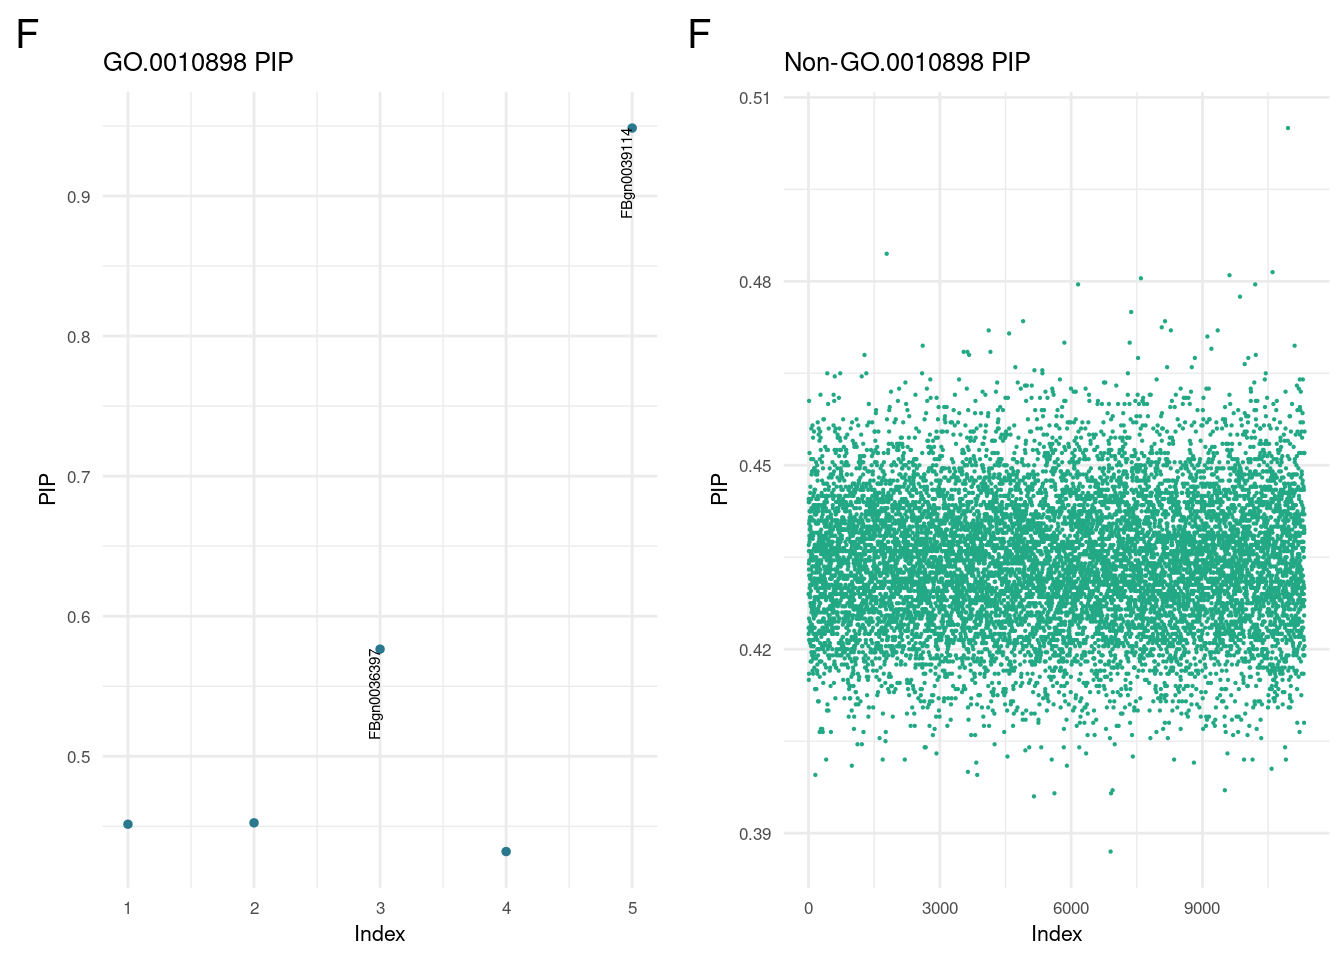 F
GO.0010898 PIP
PIP
0.9
0.8
0.7
0.6
0.5
FBgn0039114
FBgn0036397
1 2 3 4 5
Index
F
Non-GO.0010898 PIP
PIP
0.51
0.48
0.45
0.42
0.39
0 3000 6000 9000
Index